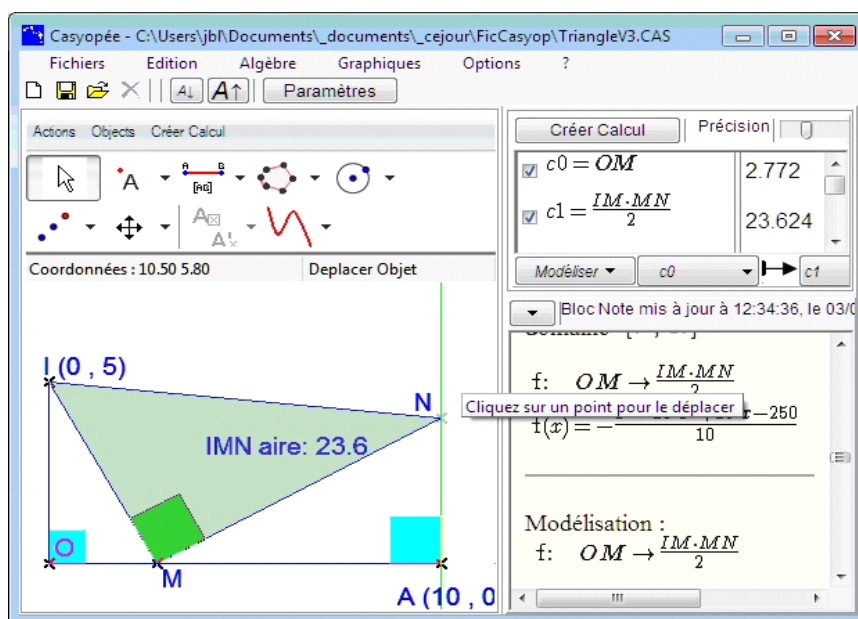 Casyopée - C:\Users\jbl\Documents\_documents\_cejour\FicCasyop\TriangleV3.CAS
Fichiers Edition Algèbre Graphiques Options ?
A↓ A↑ Paramètres
Actions Objects Créer Calcul
A
A B
[AB]
A
A'
Coordonnées : 10.50 5.80 Deplacer Objet
I (0 , 5)
N
IMN aire: 23.6
O
M
A (10 , 0
Créer Calcul Précision
c0 = OM 2.772
c1 = IM·MN/2 23.624
Modéliser c0 ↦ c1
Bloc Note mis à jour à 12:34:36, le 03/0
f: OM → IM·MN/2
Cliquez sur un point pour le déplacer
f(x) = − −250
10
Modélisation :
f: OM → IM·MN/2